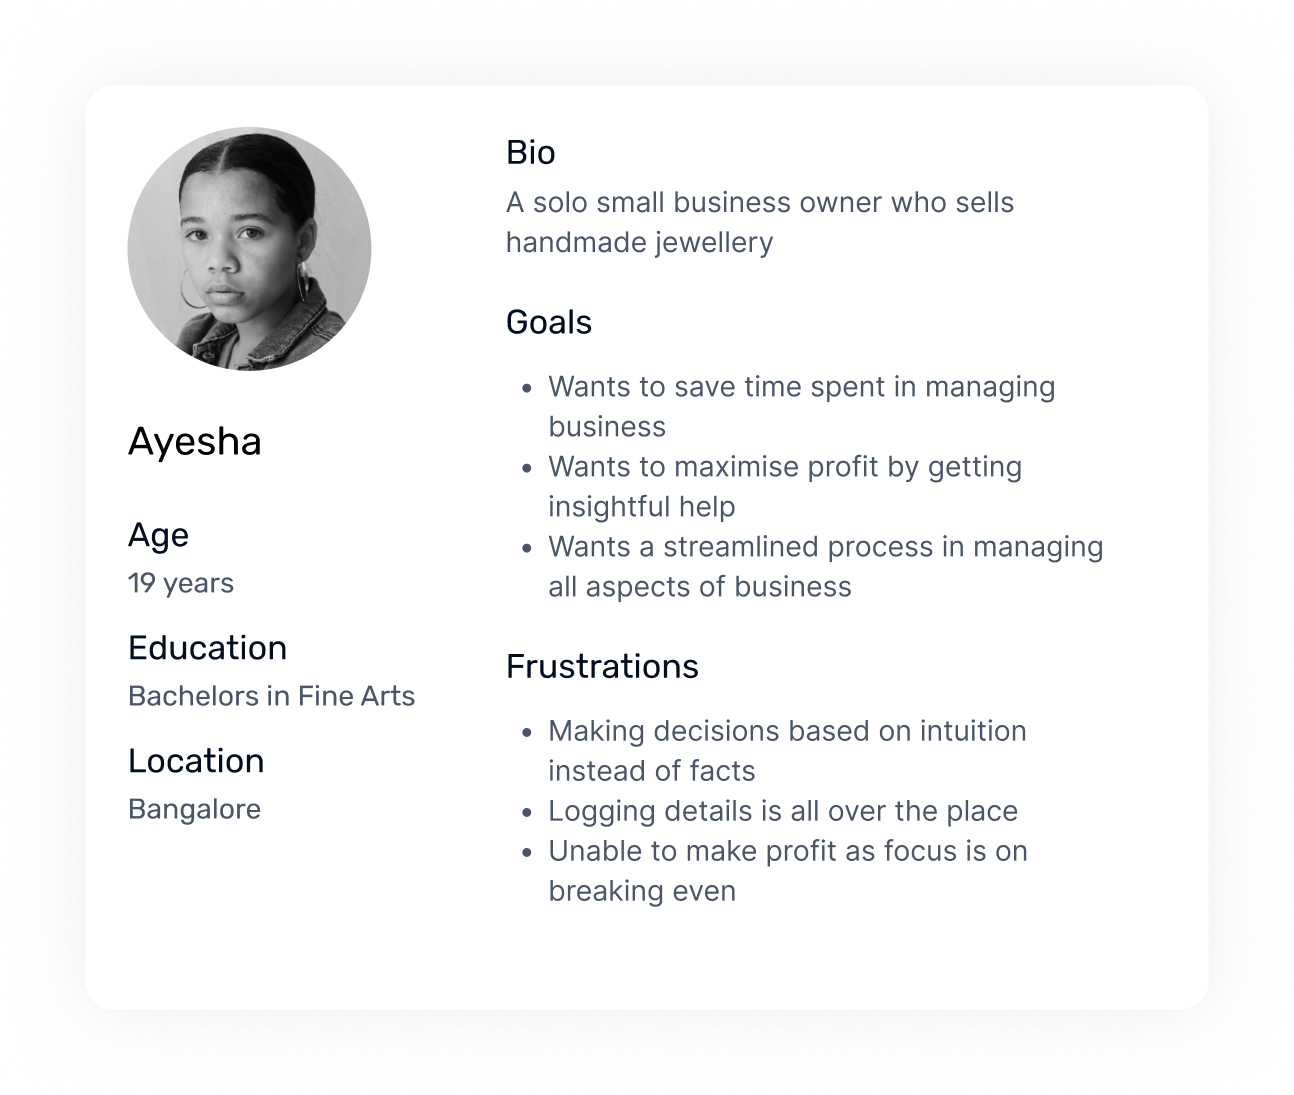 Ayesha
Age
19 years
Education
Bachelors in Fine Arts
Location
Bangalore
Bio
A solo small business owner who sells
handmade jewellery
Goals
• Wants to save time spent in managing
business
• Wants to maximise profit by getting
insightful help
• Wants a streamlined process in managing
all aspects of business
Frustrations
• Making decisions based on intuition
instead of facts
• Logging details is all over the place
• Unable to make profit as focus is on
breaking even